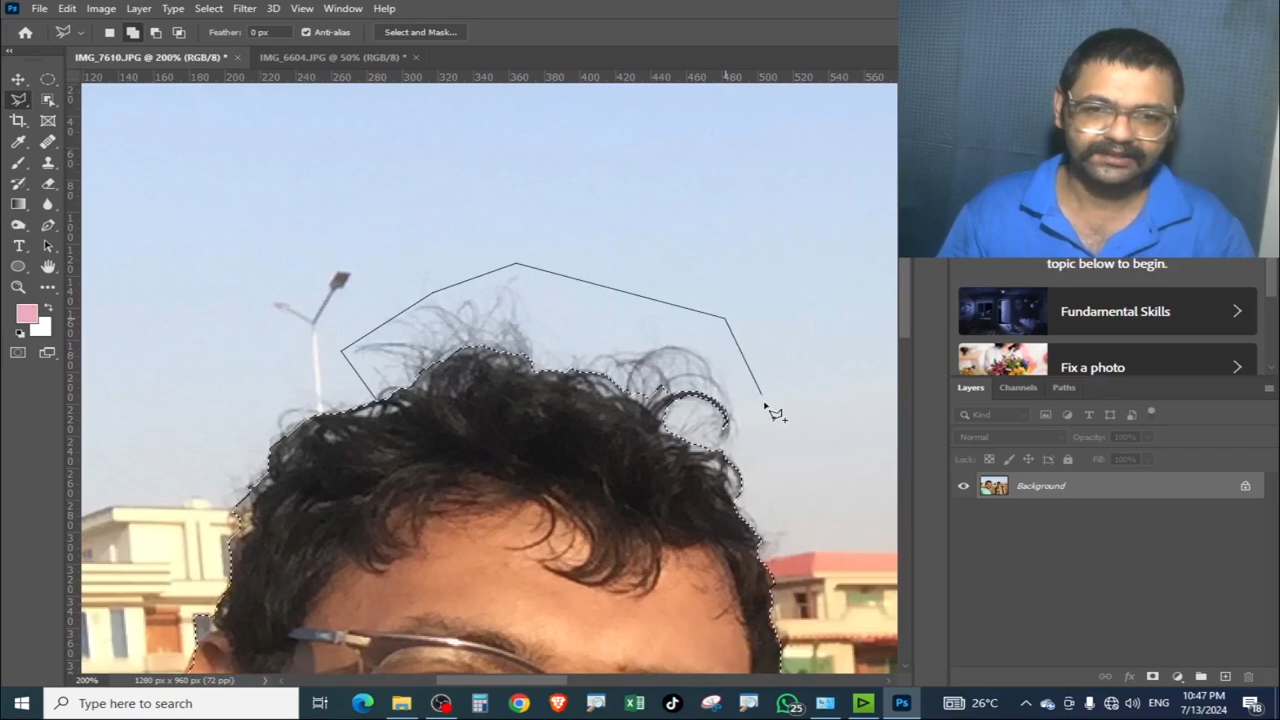 Ps File Edit Image Layer Type Select Filter 3D View Window Help
Feather: 0 px Anti-alias Select and Mask...
IMG_7610.JPG @ 200% (RGB/8) * × IMG_6604.JPG @ 50% (RGB/8) * ×
120 140 160 180 200 220 240 260 280 300 320 340 360 380 400 420 440 460 480 500 520 540 560
topic below to begin.
Fundamental Skills
Fix a photo
Layers Channels Paths
Kind
Normal Opacity: 100%
Lock: Fill: 100%
Background
200% 1280 px x 960 px (72 ppi)
Type here to search
25
Ps
26°C
ENG
10:47 PM
7/13/2024
18